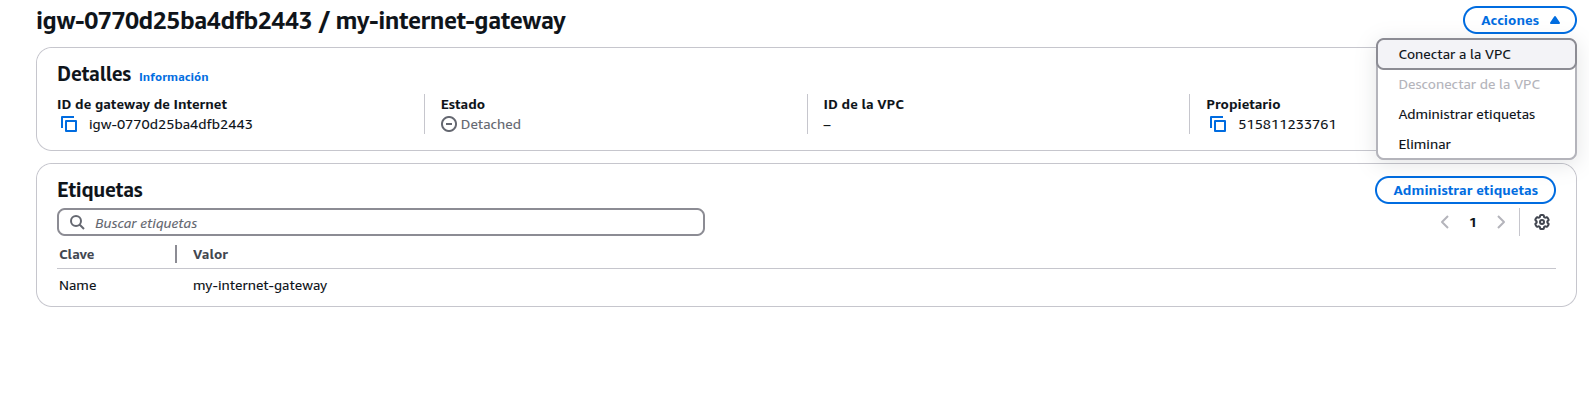 igw-0770d25ba4dfb2443 / my-internet-gateway
Acciones
Conectar a la VPC
Desconectar de la VPC
Administrar etiquetas
Eliminar
Detalles Información
ID de gateway de Internet
igw-0770d25ba4dfb2443
Estado
Detached
ID de la VPC
–
Propietario
515811233761
Etiquetas
Administrar etiquetas
Buscar etiquetas
1
Clave Valor
Name my-internet-gateway